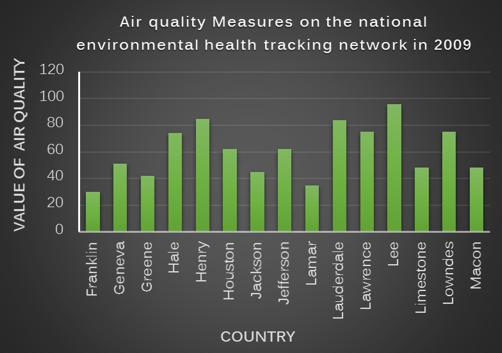 Air quality Measures on the national
environmental health tracking network in 2009
VALUE OF AIR QUALITY
120
100
80
60
40
20
0
Franklin
Geneva
Greene
Hale
Henry
Houston
Jackson
Jefferson
Lamar
Lauderdale
Lawrence
Lee
Limestone
Lowndes
Macon
COUNTRY